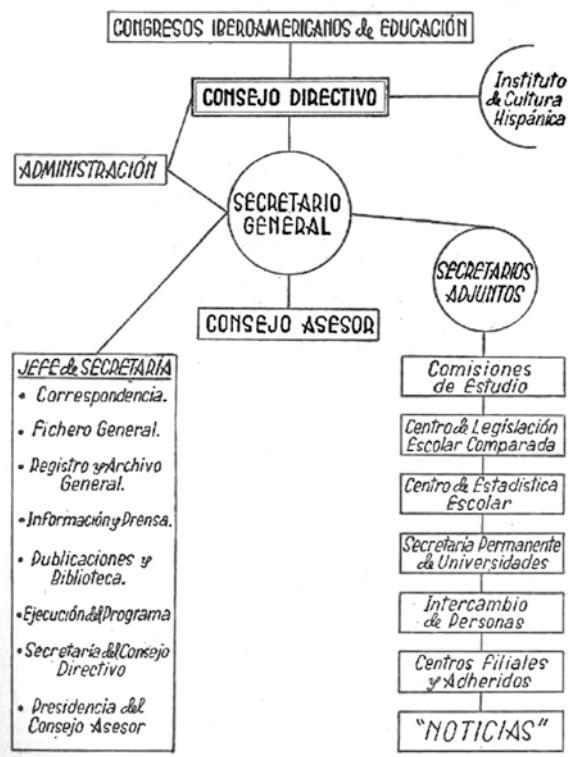 CONGRESOS IBEROAMERICANOS de EDUCACIÓN
CONSEJO DIRECTIVO
Instituto
de Cultura
Hispánica
ADMINISTRACIÓN
SECRETARIO
GENERAL
SECRETARIOS
ADJUNTOS
CONSEJO ASESOR
JEFE de SECRETARÍA
• Correspondencia.
• Fichero General.
• Registro y Archivo
General.
• Información y Prensa.
• Publicaciones y
Biblioteca.
• Ejecución del Programa
• Secretaría del Consejo
Directivo
• Presidencia del
Consejo Asesor
Comisiones
de Estudio
Centro de Legislación
Escolar Comparada
Centro de Estadística
Escolar
Secretaria Permanente
de Universidades
Intercambio
de Personas
Centros Filiales
y Adheridos
"NOTICIAS"